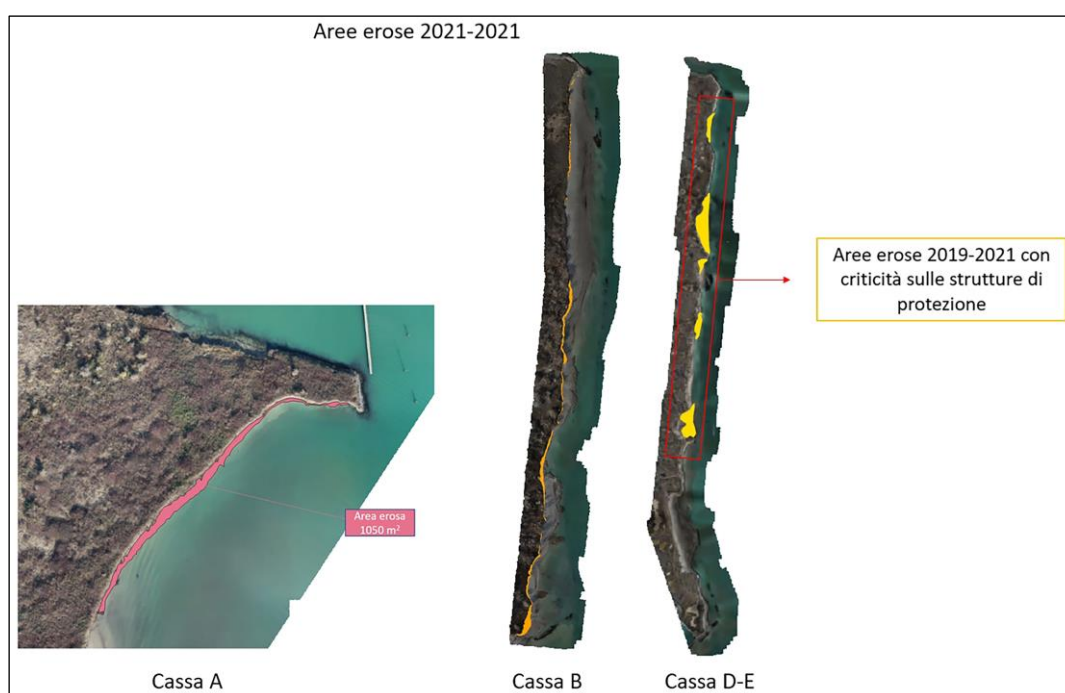 Aree erose 2021-2021
Aree erose 2019-2021 con
criticità sulle strutture di
protezione
Area erosa
1050 m²
Cassa A
Cassa B
Cassa D-E